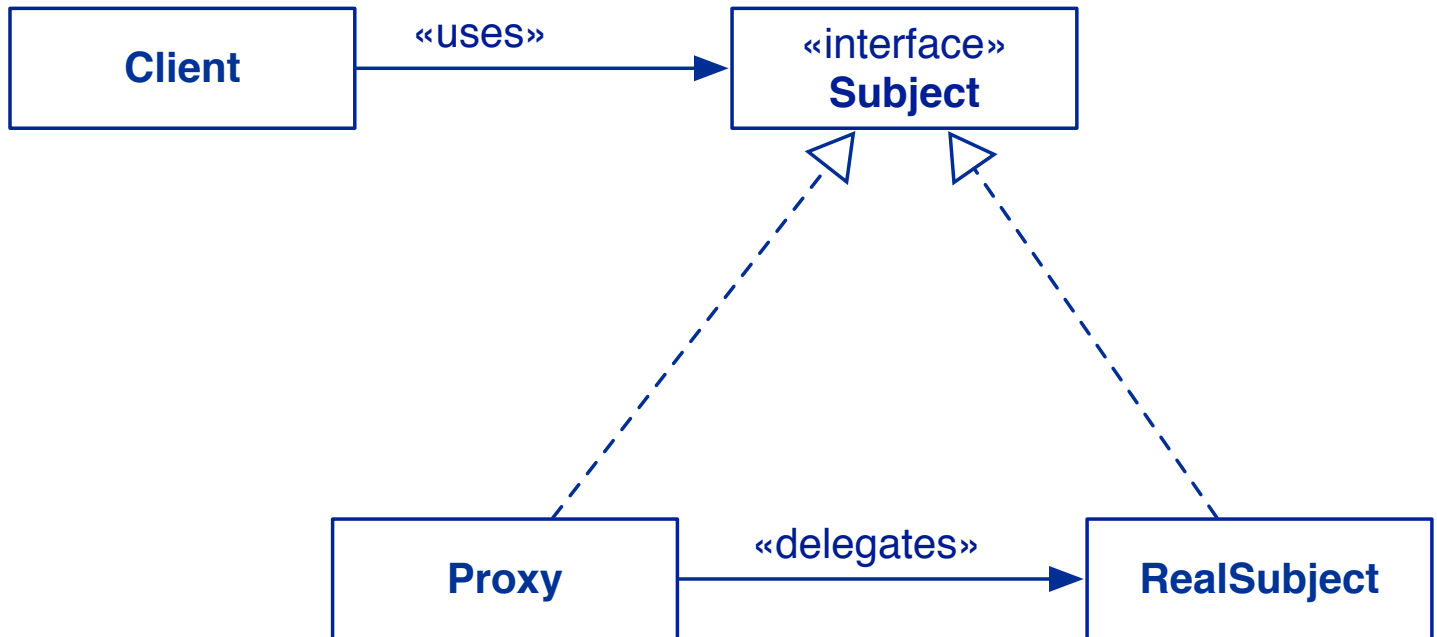 Client
«uses»
«interface»
Subject
«delegates»
Proxy
RealSubject